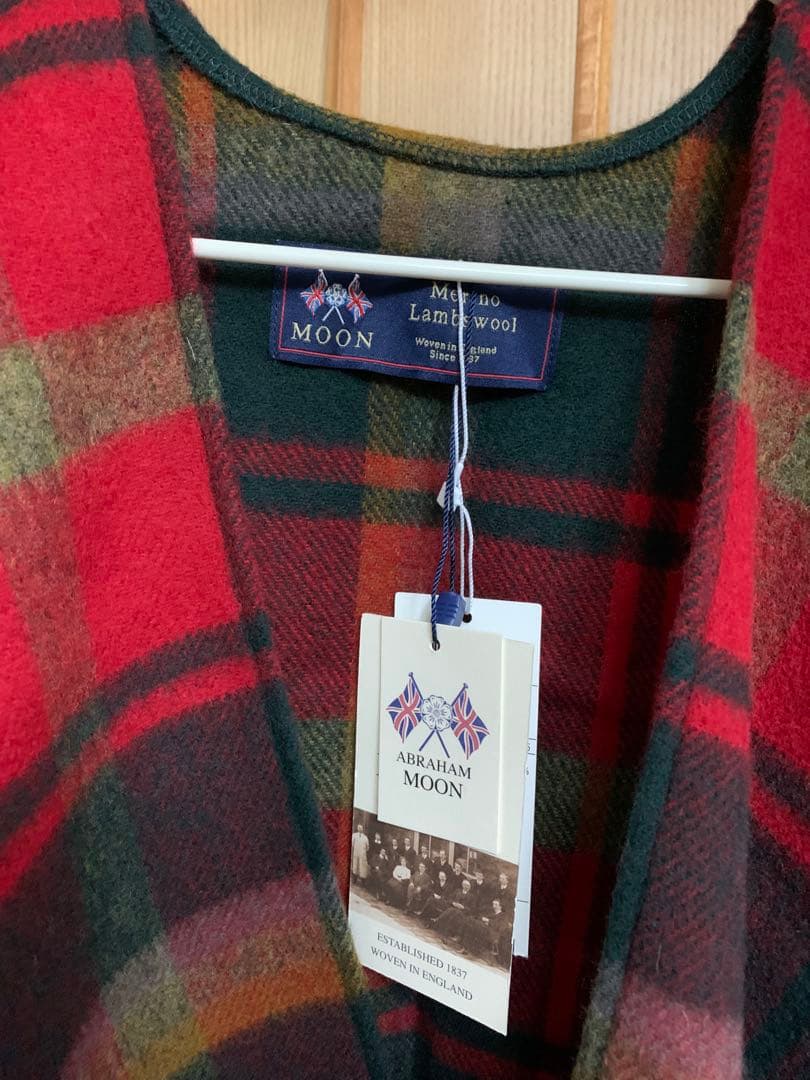 Merino
Lambswool
MOON
Woven in England
Since 1837
ABRAHAM
MOON
ESTABLISHED 1837
WOVEN IN ENGLAND